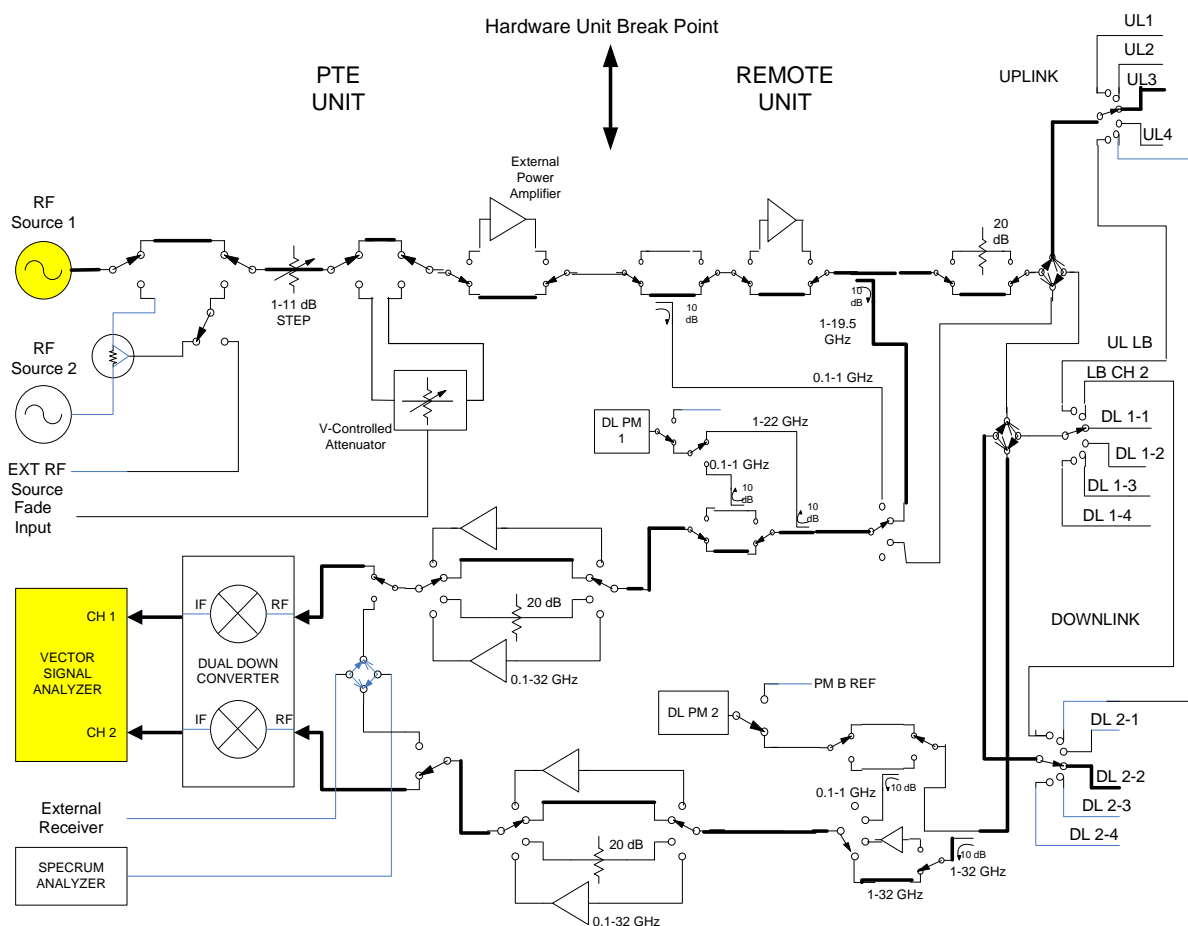 Hardware Unit Break Point
PTE
UNIT
REMOTE
UNIT
UPLINK
UL1
UL2
UL3
UL4
External
Power
Amplifier
RF
Source 1
20
dB
1-11 dB
STEP
10
dB
10
dB
1-19.5
GHz
RF
Source 2
UL LB
LB CH 2
0.1-1 GHz
V-Controlled
Attenuator
DL PM
1
1-22 GHz
DL 1-1
DL 1-2
DL 1-3
DL 1-4
0.1-1 GHz
10
dB
10
dB
EXT RF
Source
Fade
Input
20 dB
0.1-32 GHz
DOWNLINK
CH 1
IF
RF
VECTOR
SIGNAL
ANALYZER
DUAL DOWN
CONVERTER
CH 2
IF
RF
PM B REF
DL PM 2
DL 2-1
DL 2-2
DL 2-3
DL 2-4
0.1-1 GHz
10 dB
External
Receiver
20 dB
10 dB
1-32 GHz
1-32 GHz
SPECRUM
ANALYZER
0.1-32 GHz